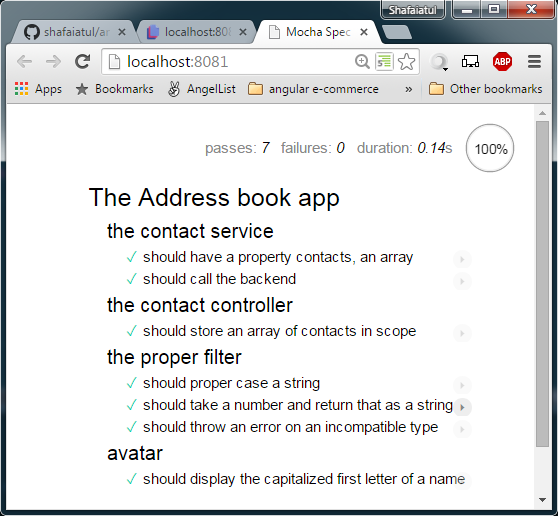 Shafaiatul
shafaiatul/an
localhost:808
Mocha Spec
localhost:8081
ABP
Apps Bookmarks AngelList angular e-commerce » Other bookmarks
passes: 7 failures: 0 duration: 0.14s 100%
The Address book app
the contact service
✓ should have a property contacts, an array
✓ should call the backend
the contact controller
✓ should store an array of contacts in scope
the proper filter
✓ should proper case a string
✓ should take a number and return that as a string
✓ should throw an error on an incompatible type
avatar
✓ should display the capitalized first letter of a name